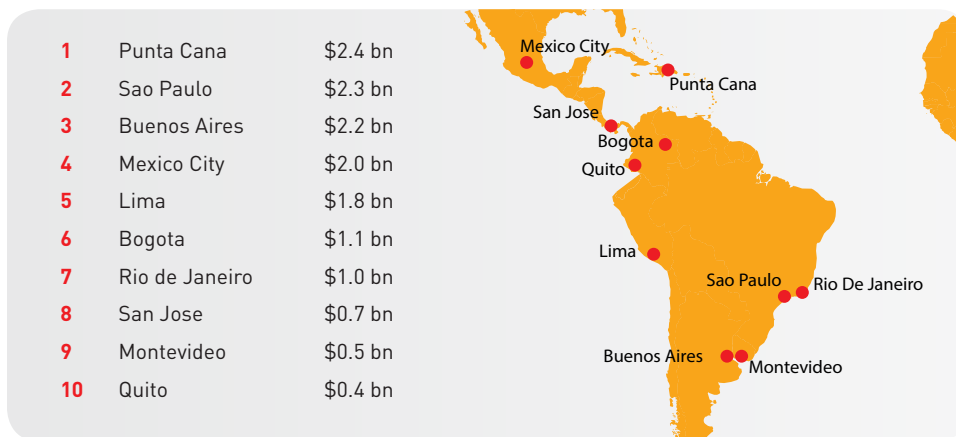 1 Punta Cana $2.4 bn
2 Sao Paulo $2.3 bn
3 Buenos Aires $2.2 bn
4 Mexico City $2.0 bn
5 Lima $1.8 bn
6 Bogota $1.1 bn
7 Rio de Janeiro $1.0 bn
8 San Jose $0.7 bn
9 Montevideo $0.5 bn
10 Quito $0.4 bn
Mexico City
Punta Cana
San Jose
Bogota
Quito
Lima
Sao Paulo
Rio De Janeiro
Buenos Aires
Montevideo